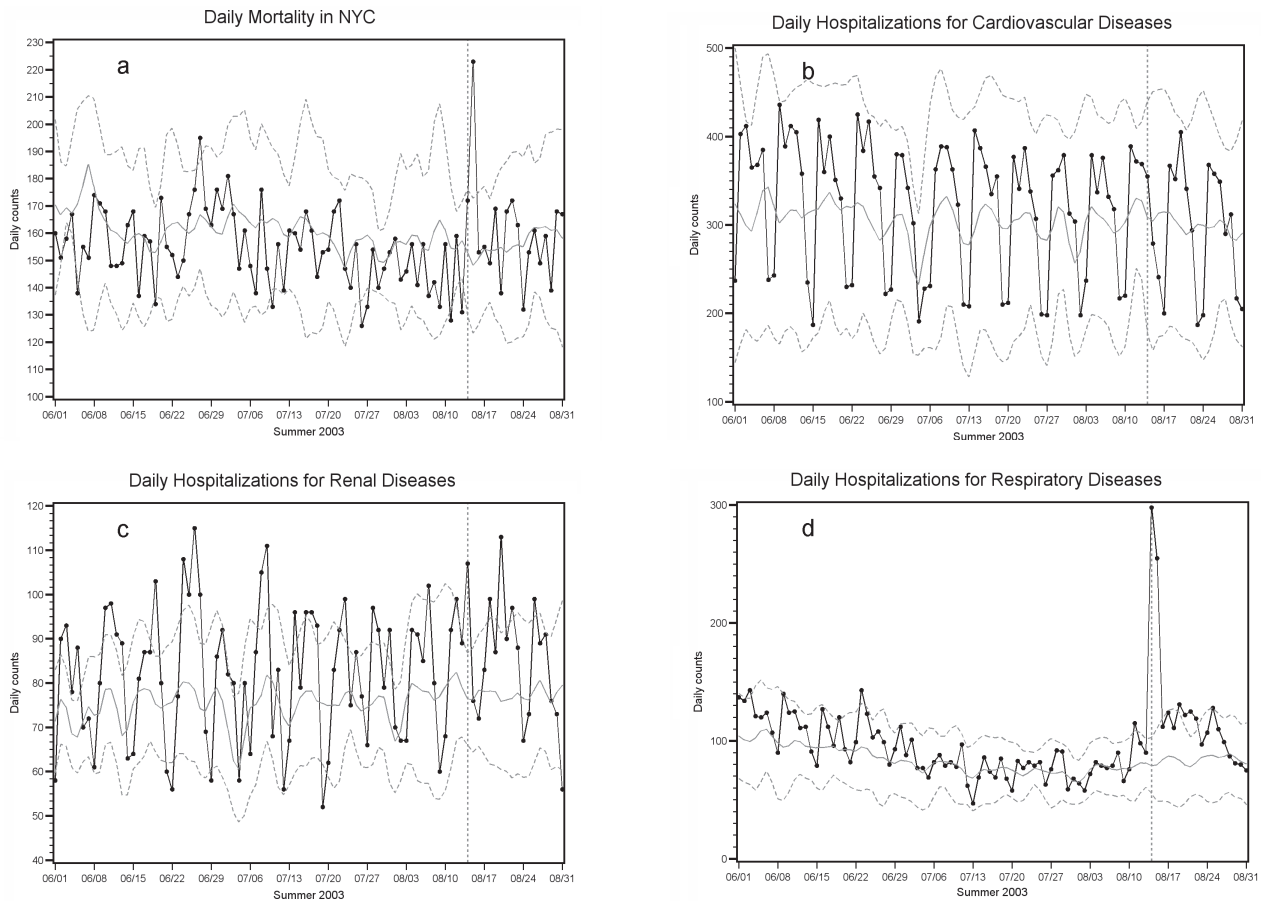 Daily Mortality in NYC
a
Daily counts
230
220
210
200
190
180
170
160
150
140
130
120
110
100
06/01 06/08 06/15 06/22 06/29 07/06 07/13 07/20 07/27 08/03 08/10 08/17 08/24 08/31
Summer 2003
Daily Hospitalizations for Cardiovascular Diseases
b
Daily counts
500
400
300
200
100
06/01 06/08 06/15 06/22 06/29 07/06 07/13 07/20 07/27 08/03 08/10 08/17 08/24 08/31
Summer 2003
Daily Hospitalizations for Renal Diseases
c
Daily counts
120
110
100
90
80
70
60
50
40
06/01 06/08 06/15 06/22 06/29 07/06 07/13 07/20 07/27 08/03 08/10 08/17 08/24 08/31
Summer 2003
Daily Hospitalizations for Respiratory Diseases
d
Daily counts
300
200
100
0
06/01 06/08 06/15 06/22 06/29 07/06 07/13 07/20 07/27 08/03 08/10 08/17 08/24 08/31
Summer 2003